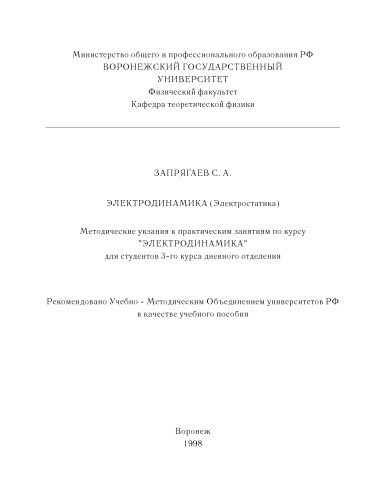 Министерство общего и профессионального образования РФ
ВОРОНЕЖСКИЙ ГОСУДАРСТВЕННЫЙ
УНИВЕРСИТЕТ
Физический факультет
Кафедра теоретической физики
ЗАПРЯГАЕВ С. А.
ЭЛЕКТРОДИНАМИКА (Электростатика)
Методические укзания к практическим занятиям по курсу
"ЭЛЕКТРОДИНАМИКА"
для студентов 3-го курса дневного отделения
Рекомендовано Учебно - Методическим Объединением университетов РФ
в качестве учебного пособия
Воронеж
1998